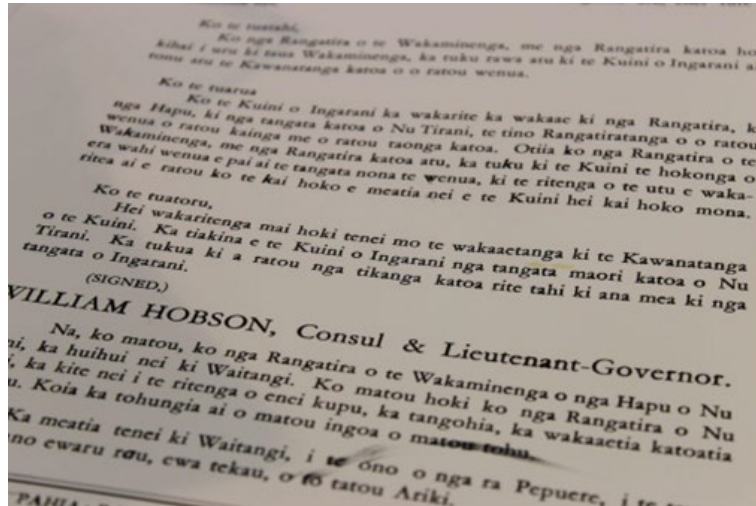 Ko te tuatahi,
Ko nga Rangatira o te Wakaminenga, me nga Rangatira katoa ho
kihai i uru ki taua Wakaminenga, ka tuku rawa atu ki te Kuini o Ingarani a
tonu atu te Kawanatanga katoa o o ratou wenua.
Ko te tuarua
Ko te Kuini o Ingarani ka wakarite ka wakaae ki nga Rangatira, k
nga Hapu, ki nga tangata katoa o Nu Tirani, te tino Rangatiratanga o o ratou
wenua o ratou kainga me o ratou taonga katoa. Otiia ko nga Rangatira o te
Wakaminenga, me nga Rangatira katoa atu, ka tuku ki te Kuini te hokonga o
era wahi wenua e pai ai te tangata nona te wenua, ki te ritenga o te utu e waka-
ritea ai e ratou ko te kai hoko e meatia nei e te Kuini hei kai hoko mona.
Ko te tuatoru,
Hei wakaritenga mai hoki tenei mo te wakaaetanga ki te Kawanatanga
o te Kuini. Ka tiakina e te Kuini o Ingarani nga tangata maori katoa o Nu
Tirani. Ka tukua ki a ratou nga tikanga katoa rite tahi ki ana mea ki nga
tangata o Ingarani.
(SIGNED,)
WILLIAM HOBSON, Consul & Lieutenant-Governor.
Na, ko matou, ko nga Rangatira o te Wakaminenga o nga Hapu o Nu
ni, ka huihui nei ki Waitangi. Ko matou hoki ko nga Rangatira o Nu
i, ka kite nei i te ritenga o enei kupu, ka tangohia, ka wakaaetia katoatia
u. Koia ka tohungia ai o matou ingoa o matou tohu.
Ka meatia tenei ki Waitangi, i te ono o nga ra Pepuere, i te
ano ewaru rau, ewa tekau, o to tatou Ariki.
PAHIA